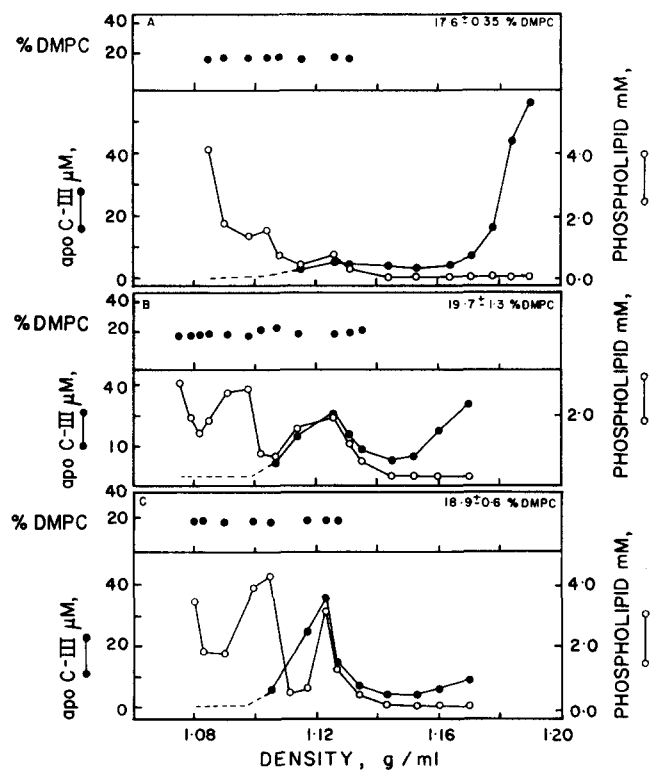 A
17.6 ± 0.35 % DMPC
% DMPC
40
20
apo C-III μM,
40
20
0
PHOSPHOLIPID mM,
4·0
2·0
0·0
B
19.7 ± 1.3 % DMPC
% DMPC
40
20
apo C-III μM,
40
10
PHOSPHOLIPID mM,
2·0
C
18.9 ± 0.6 % DMPC
% DMPC
40
20
apo C-III μM,
40
20
0
PHOSPHOLIPID mM,
4·0
2·0
0·0
1·08
1·12
1·16
1·20
DENSITY, g/ml